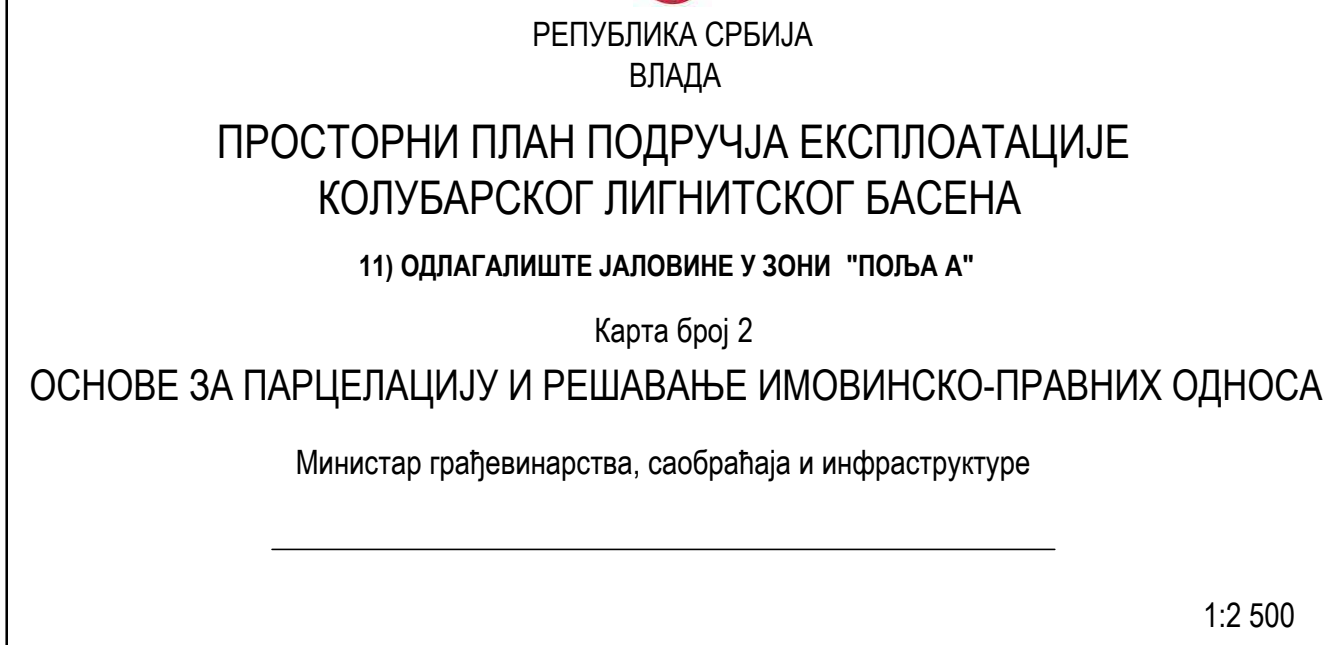 РЕПУБЛИКА СРБИЈА
ВЛАДА
ПРОСТОРНИ ПЛАН ПОДРУЧЈА ЕКСПЛОАТАЦИЈЕ
КОЛУБАРСКОГ ЛИГНИТСКОГ БАСЕНА
11) ОДЛАГАЛИШТЕ ЈАЛОВИНЕ У ЗОНИ "ПОЉА А"
Карта број 2
ОСНОВЕ ЗА ПАРЦЕЛАЦИЈУ И РЕШАВАЊЕ ИМОВИНСКО-ПРАВНИХ ОДНОСА
Министар грађевинарства, саобраћаја и инфраструктуре
1:2 500